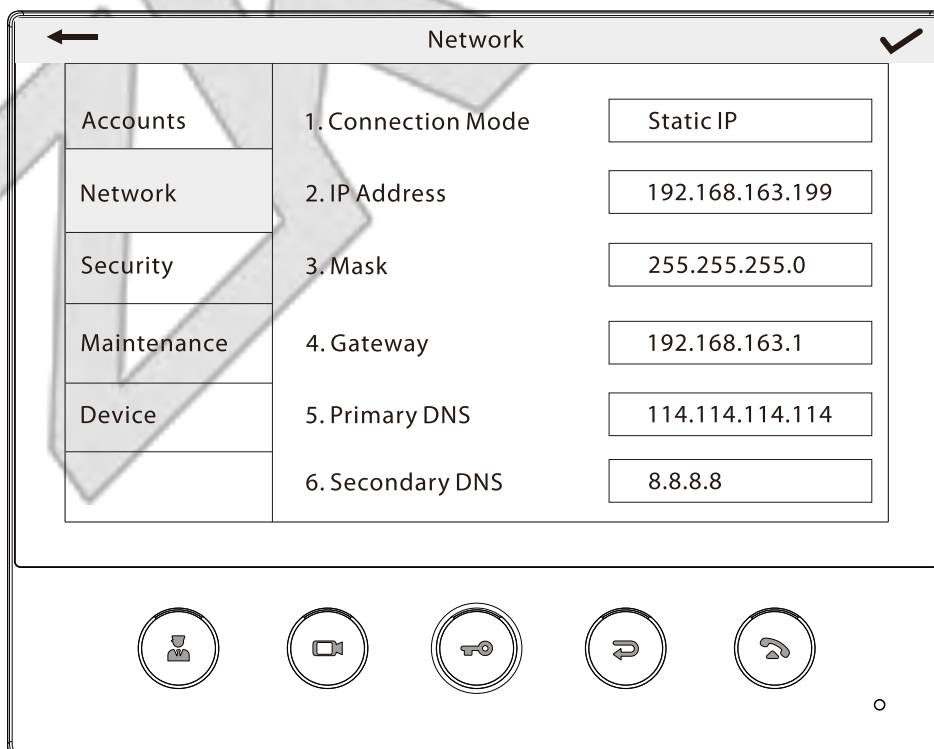 Network
Accounts
1. Connection Mode
Static IP
Network
2. IP Address
192.168.163.199
Security
3. Mask
255.255.255.0
Maintenance
4. Gateway
192.168.163.1
Device
5. Primary DNS
114.114.114.114
6. Secondary DNS
8.8.8.8